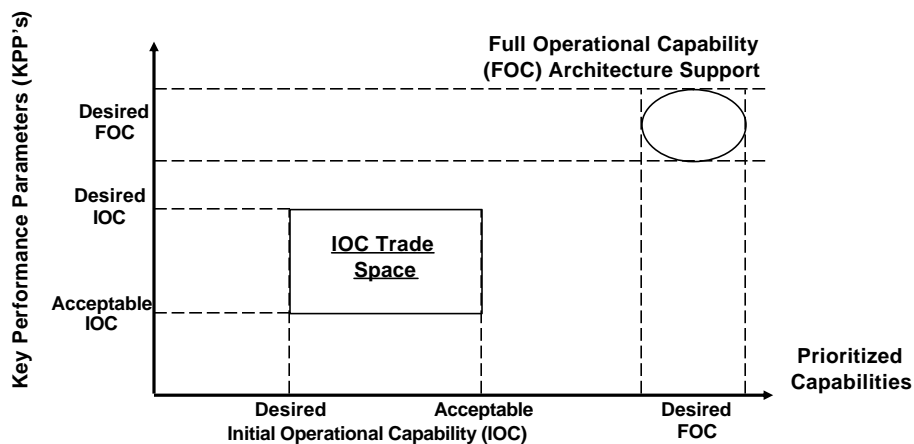 Key Performance Parameters (KPP's)
Full Operational Capability
(FOC) Architecture Support
Desired
FOC
Desired
IOC
IOC Trade
Space
Acceptable
IOC
Prioritized
Capabilities
Desired
Acceptable
Initial Operational Capability (IOC)
Desired
FOC